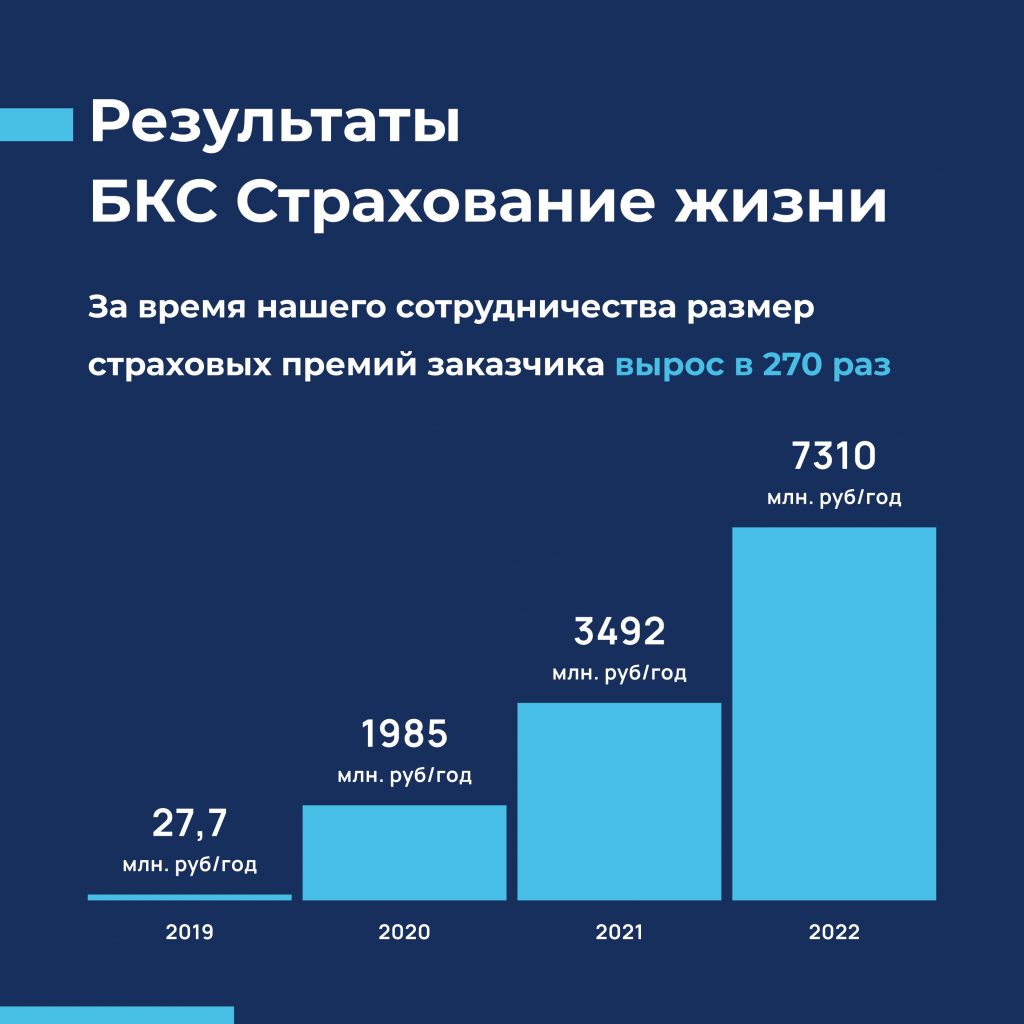 Результаты
БКС Страхование жизни
За время нашего сотрудничества размер
страховых премий заказчика вырос в 270 раз
7310
млн. руб/год
3492
млн. руб/год
1985
млн. руб/год
27,7
млн. руб/год
2019 2020 2021 2022